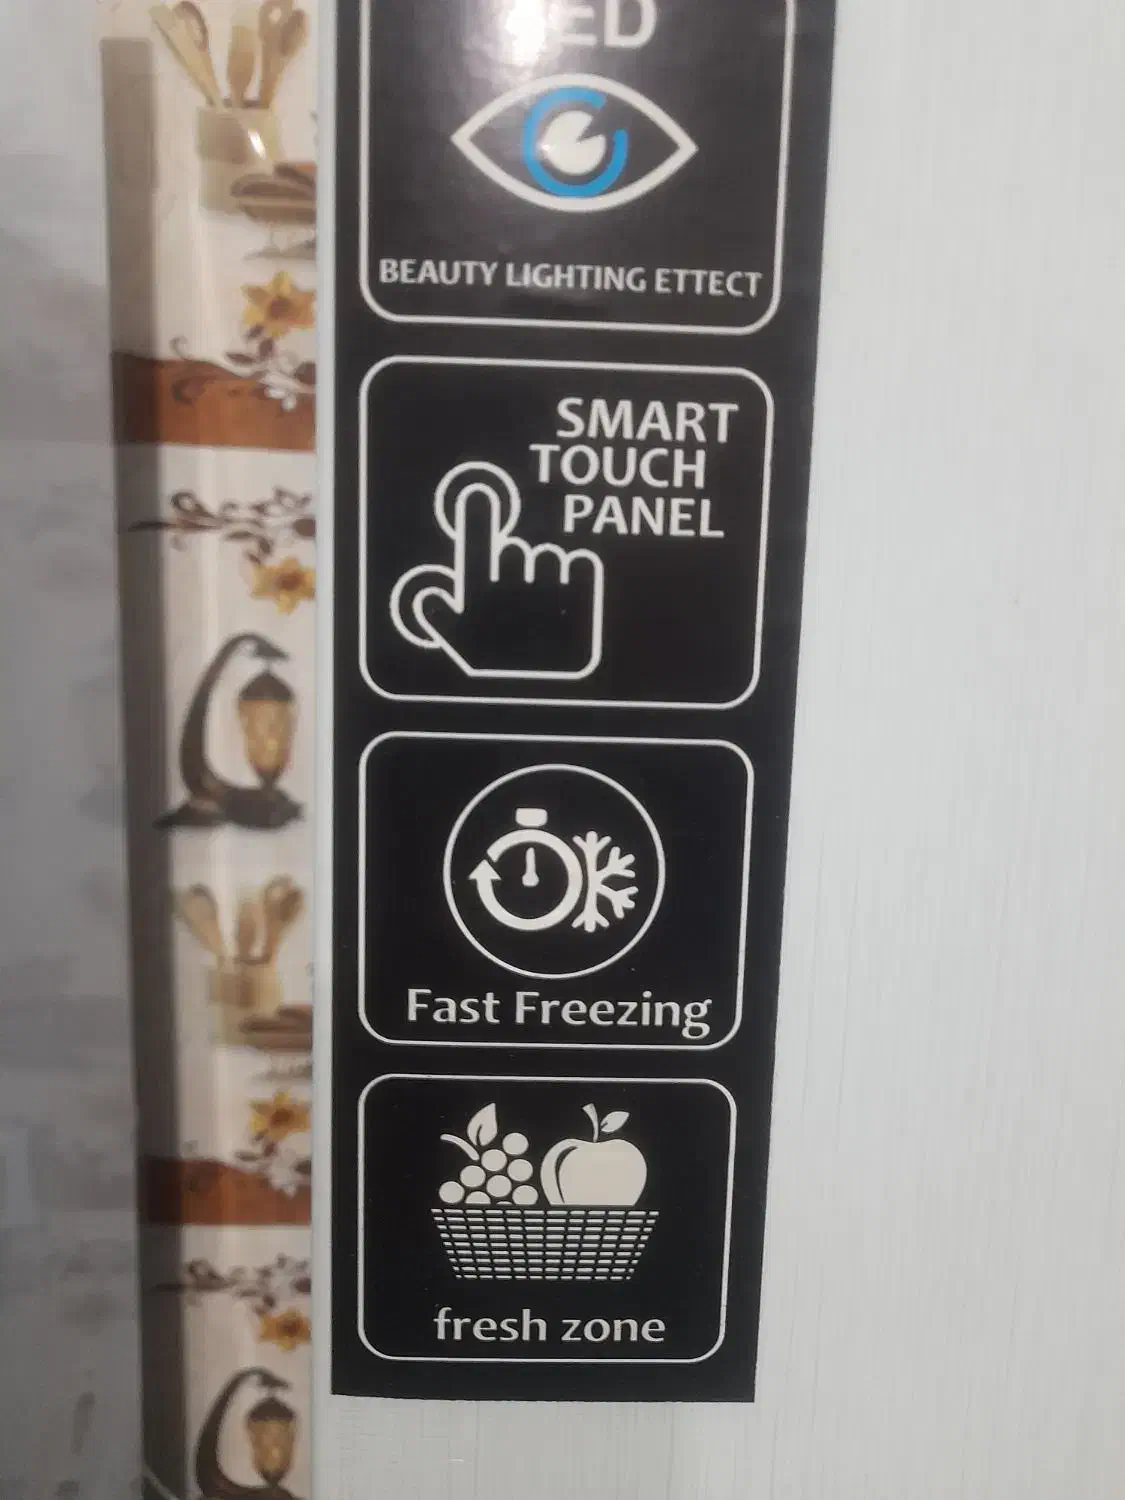 BEAUTY LIGHTING ETTECT
SMART
TOUCH
PANEL
Fast Freezing
fresh zone